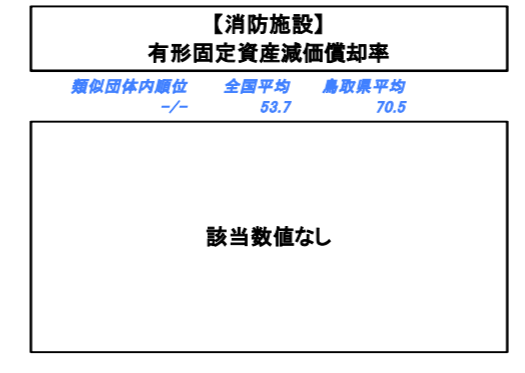 【消防施設】
有形固定資産減価償却率
類似団体内順位 全国平均 鳥取県平均
-/- 53.7 70.5
該当数値なし